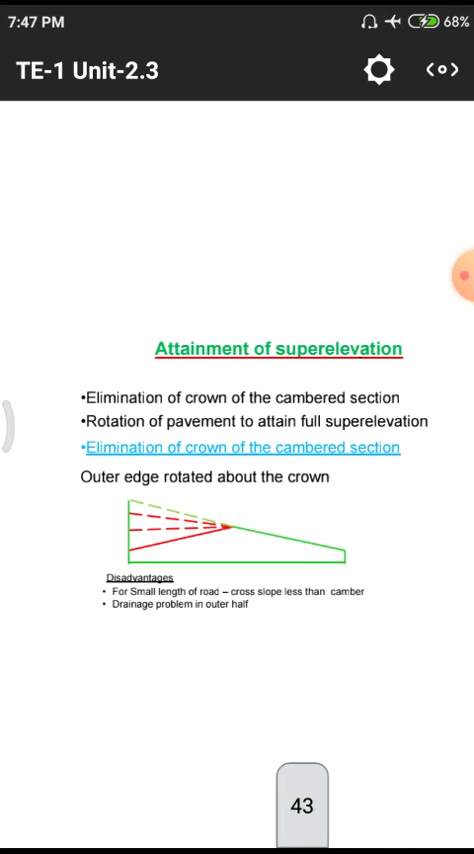 7:47 PM
68%
TE-1 Unit-2.3
Attainment of superelevation
•Elimination of crown of the cambered section
•Rotation of pavement to attain full superelevation
•Elimination of crown of the cambered section
Outer edge rotated about the crown
Disadvantages
• For Small length of road – cross slope less than camber
• Drainage problem in outer half
43